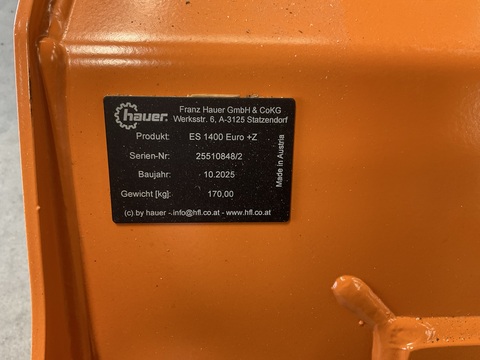 hauer
Franz Hauer GmbH & CoKG
Werksstr. 6, A-3125 Statzendorf
Produkt: ES 1400 Euro +Z
Serien-Nr: 25510848/2
Baujahr: 10.2025
Gewicht [kg]: 170,00
(c) by hauer - .info@hfl.co.at - www.hfl.co.at
Made in Austria